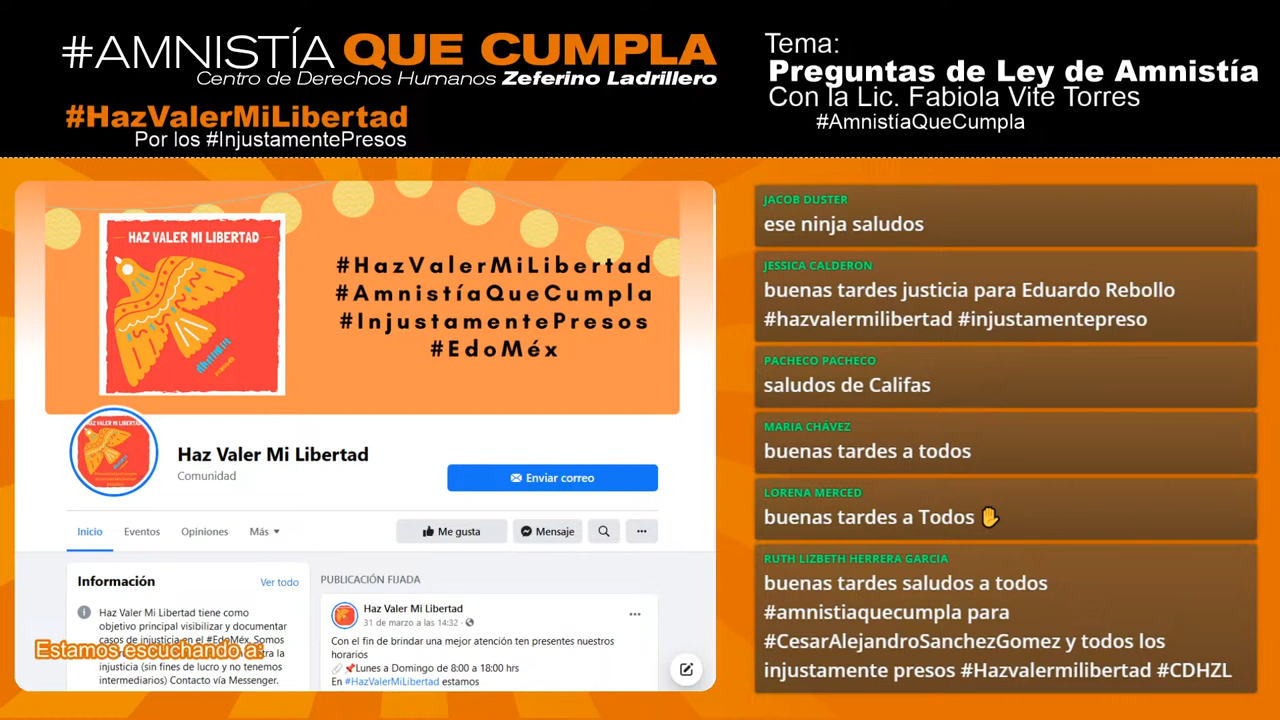 #AMNISTÍA QUE CUMPLA
Centro de Derechos Humanos Zeferino Ladrillero
#HazValerMiLibertad
Por los #InjustamentePresos
Tema:
Preguntas de Ley de Amnistía
Con la Lic. Fabiola Vite Torres
#AmnistíaQueCumpla
HAZ VALER MI LIBERTAD
#HazValerMiLibertad
#AmnistíaQueCumpla
#InjustamentePresos
#EdoMéx
HAZ VALER MI LIBERTAD
Haz Valer Mi Libertad
Comunidad
Enviar correo
Inicio
Eventos
Opiniones
Más
Me gusta
Mensaje
Información
Ver todo
Haz Valer Mi Libertad tiene como
objetivo principal visibilizar y documentar
casos de injusticia en el #EdoMéx. Somos
la
injusticia (sin fines de lucro y no tenemos
intermediarios) Contacto vía Messenger.
Estamos escuchando a:
PUBLICACIÓN FIJADA
Haz Valer Mi Libertad
31 de marzo a las 14:32 ·
Con el fin de brindar una mejor atención ten presentes nuestros
horarios
Lunes a Domingo de 8:00 a 18:00 hrs
En #HazValerMiLibertad estamos
JACOB DUSTER
ese ninja saludos
JESSICA CALDERON
buenas tardes justicia para Eduardo Rebollo
#hazvalermilibertad #injustamentepreso
PACHECO PACHECO
saludos de Califas
MARIA CHÁVEZ
buenas tardes a todos
LORENA MERCED
buenas tardes a Todos ✋
RUTH LIZBETH HERRERA GARCIA
buenas tardes saludos a todos
#amnistiaquecumpla para
#CesarAlejandroSanchezGomez y todos los
injustamente presos #Hazvalermilibertad #CDHZL